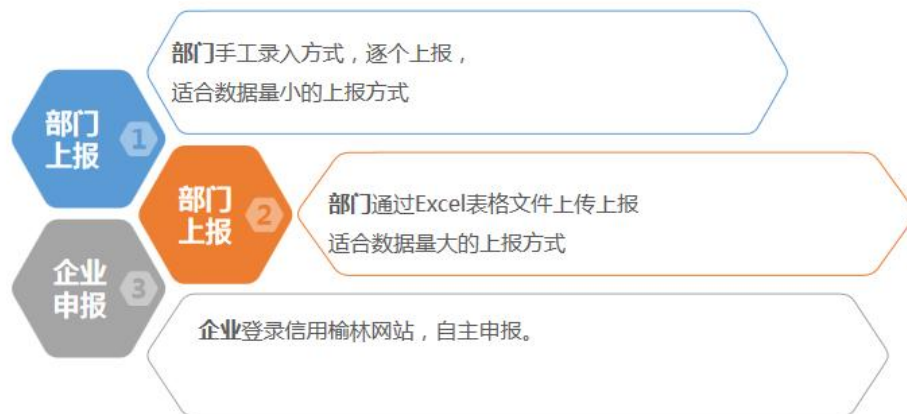 部门手工录入方式，逐个上报，
适合数据量小的上报方式
部门
上报
1
部门
上报
2
部门通过Excel表格文件上传上报
适合数据量大的上报方式
企业
申报
3
企业登录信用榆林网站，自主申报。